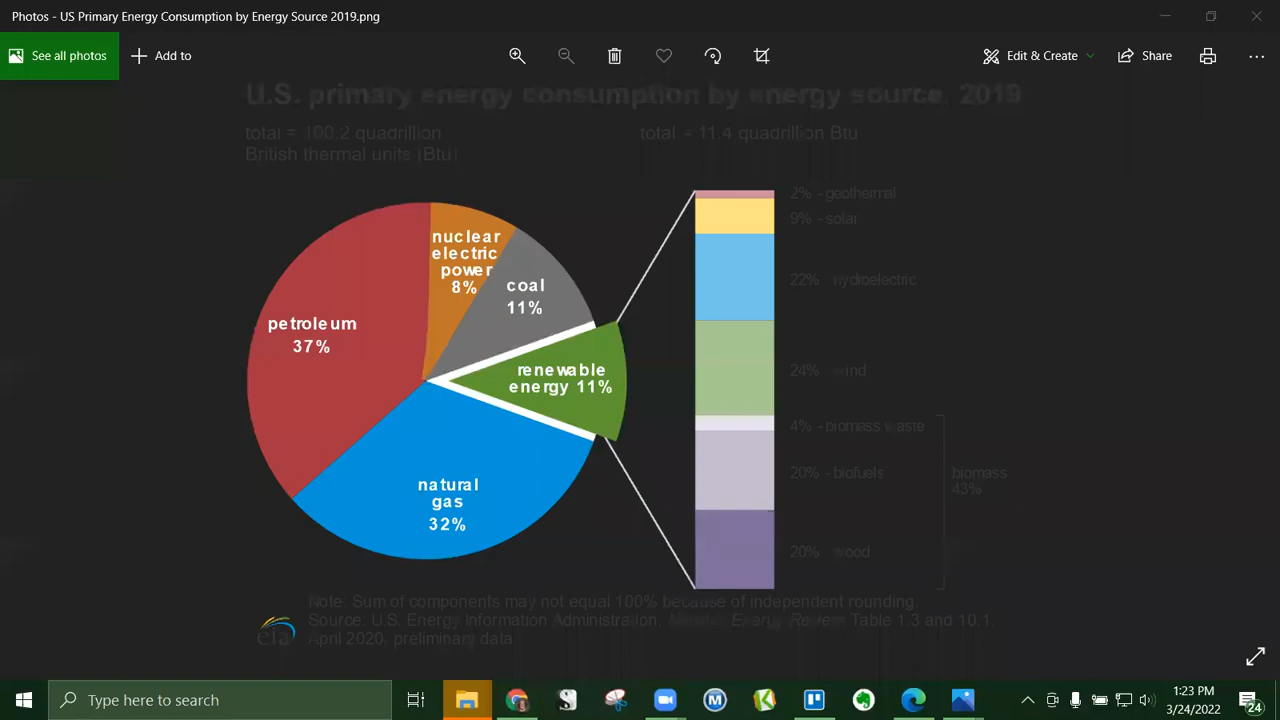 Photos - US Primary Energy Consumption by Energy Source 2019.png
See all photos
Add to
Edit & Create
Share
U.S. primary energy consumption by energy source, 2019
total = 100.2 quadrillion
British thermal units (Btu)
total = 11.4 quadrillion Btu
nuclear
electric
power
8%
coal
11%
petroleum
37%
renewable
energy 11%
natural
gas
32%
2% - geothermal
9% - solar
22% - hydroelectric
24% - wind
4% - biomass waste
20% - biofuels
20% - wood
biomass
43%
Note: Sum of components may not equal 100% because of independent rounding.
Source: U.S. Energy Information Administration, Monthly Energy Review, Table 1.3 and 10.1,
April 2020, preliminary data
eia
Type here to search
1:23 PM
3/24/2022
24